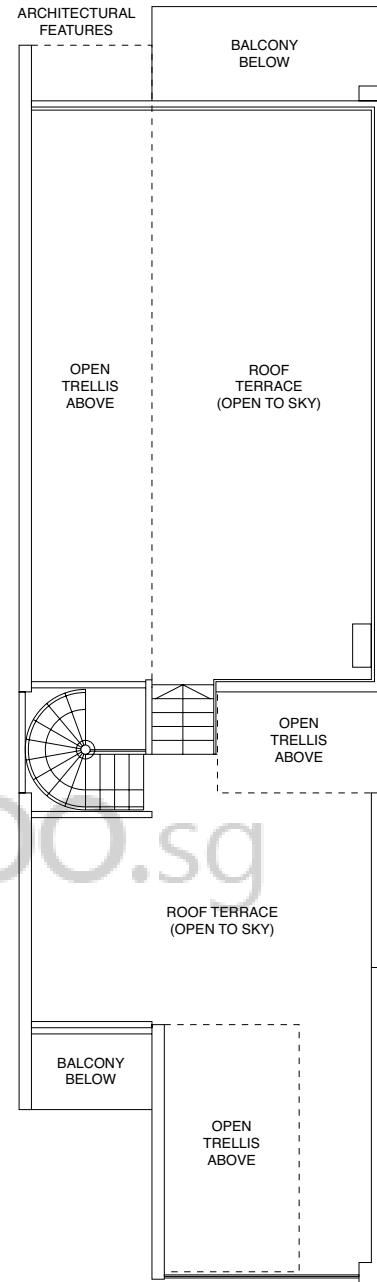 ARCHITECTURAL
FEATURES
BALCONY
BELOW
OPEN
TRELLIS
ABOVE
ROOF
TERRACE
(OPEN TO SKY)
OPEN
TRELLIS
ABOVE
.sg
ROOF TERRACE
(OPEN TO SKY)
BALCONY
BELOW
OPEN
TRELLIS
ABOVE